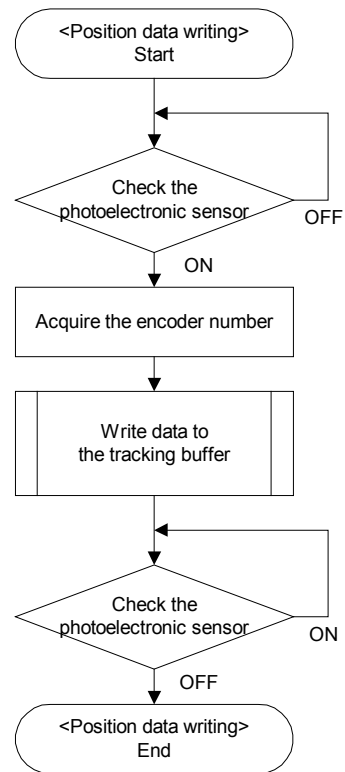 <Position data writing>
Start
Check the
photoelectronic sensor
OFF
ON
Acquire the encoder number
Write data to
the tracking buffer
Check the
photoelectronic sensor
ON
OFF
<Position data writing>
End